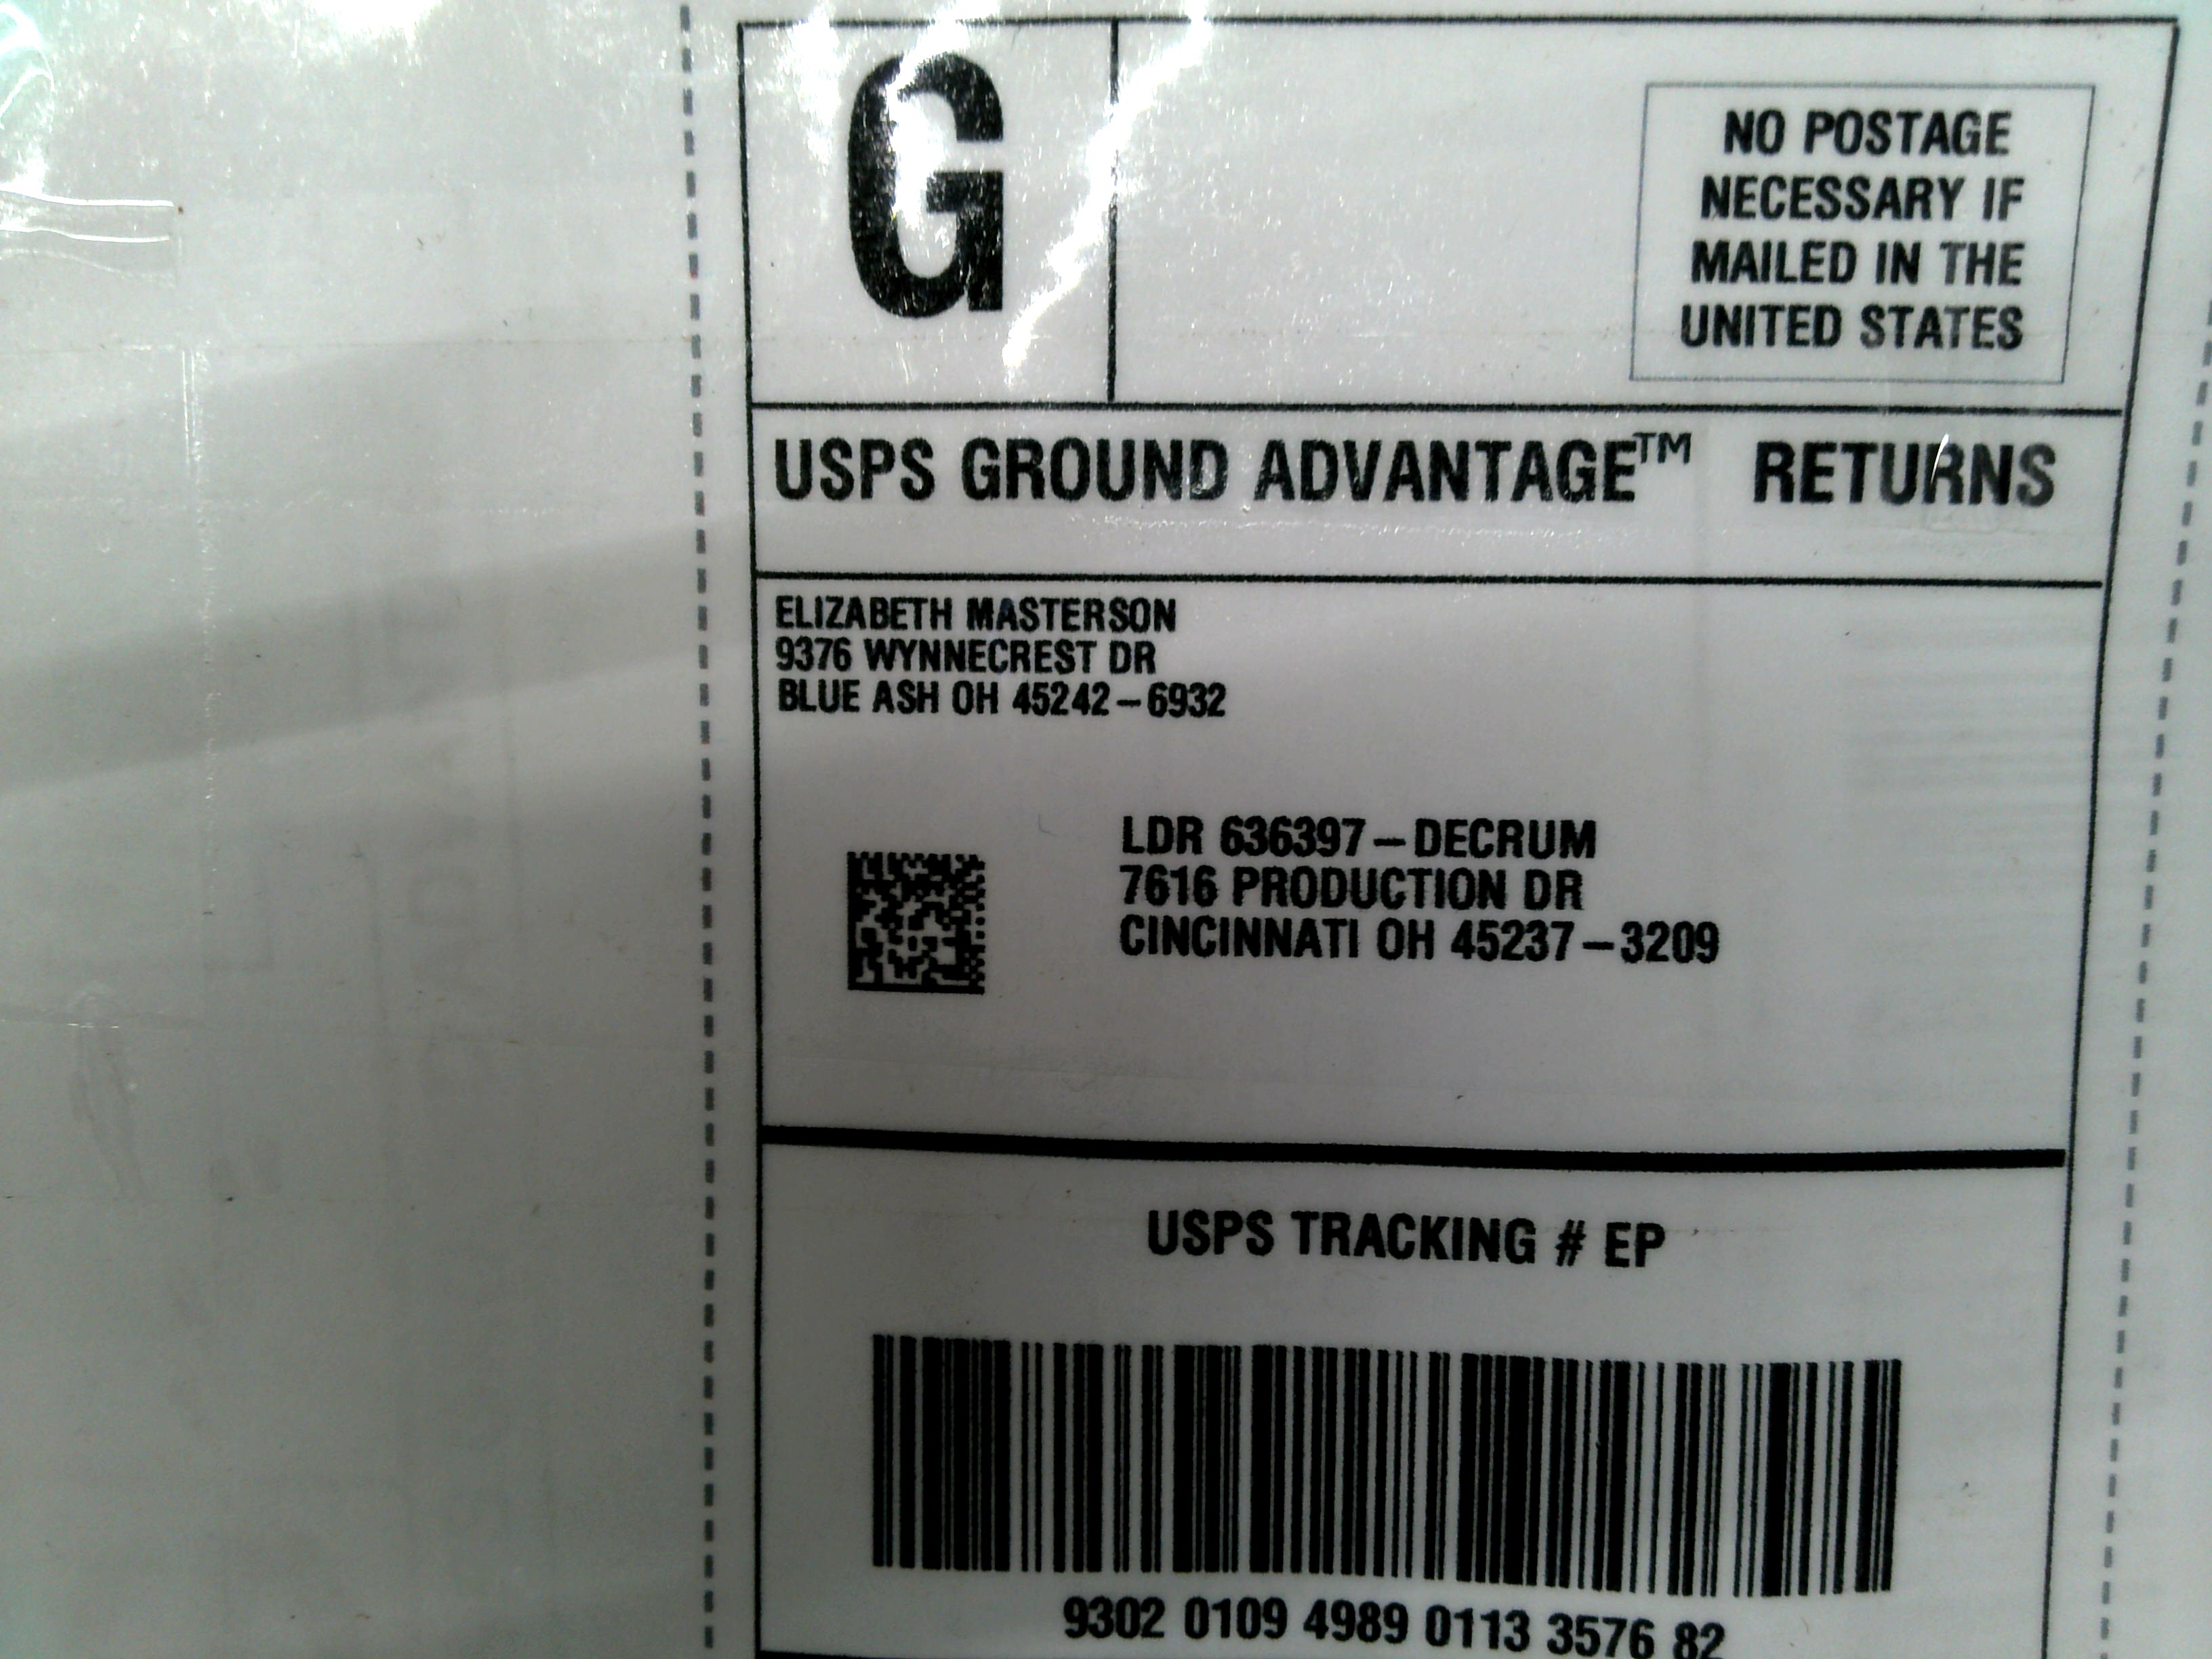 G
NO POSTAGE
NECESSARY IF
MAILED IN THE
UNITED STATES
USPS GROUND ADVANTAGE™ RETURNS
ELIZABETH MASTERSON
9376 WYNNECREST DR
BLUE ASH OH 45242-6932
LDR 636397-DECRUM
7616 PRODUCTION DR
CINCINNATI OH 45237-3209
USPS TRACKING # EP
9302 0109 4989 0113 3576 82